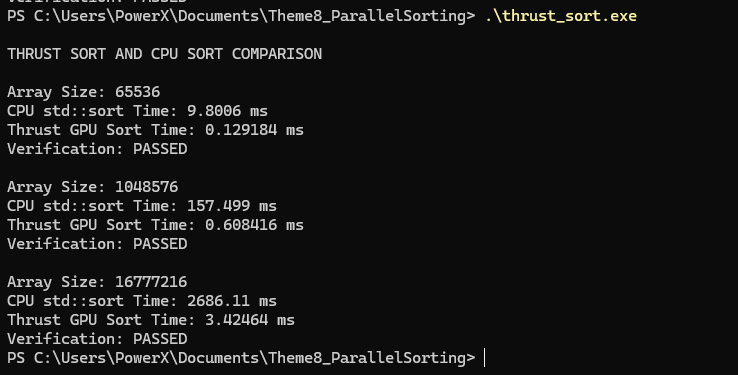 PS C:\Users\PowerX\Documents\Theme8_ParallelSorting> .\thrust_sort.exe
THRUST SORT AND CPU SORT COMPARISON
Array Size: 65536
CPU std::sort Time: 9.8006 ms
Thrust GPU Sort Time: 0.129184 ms
Verification: PASSED
Array Size: 1048576
CPU std::sort Time: 157.499 ms
Thrust GPU Sort Time: 0.608416 ms
Verification: PASSED
Array Size: 16777216
CPU std::sort Time: 2686.11 ms
Thrust GPU Sort Time: 3.42464 ms
Verification: PASSED
PS C:\Users\PowerX\Documents\Theme8_ParallelSorting>